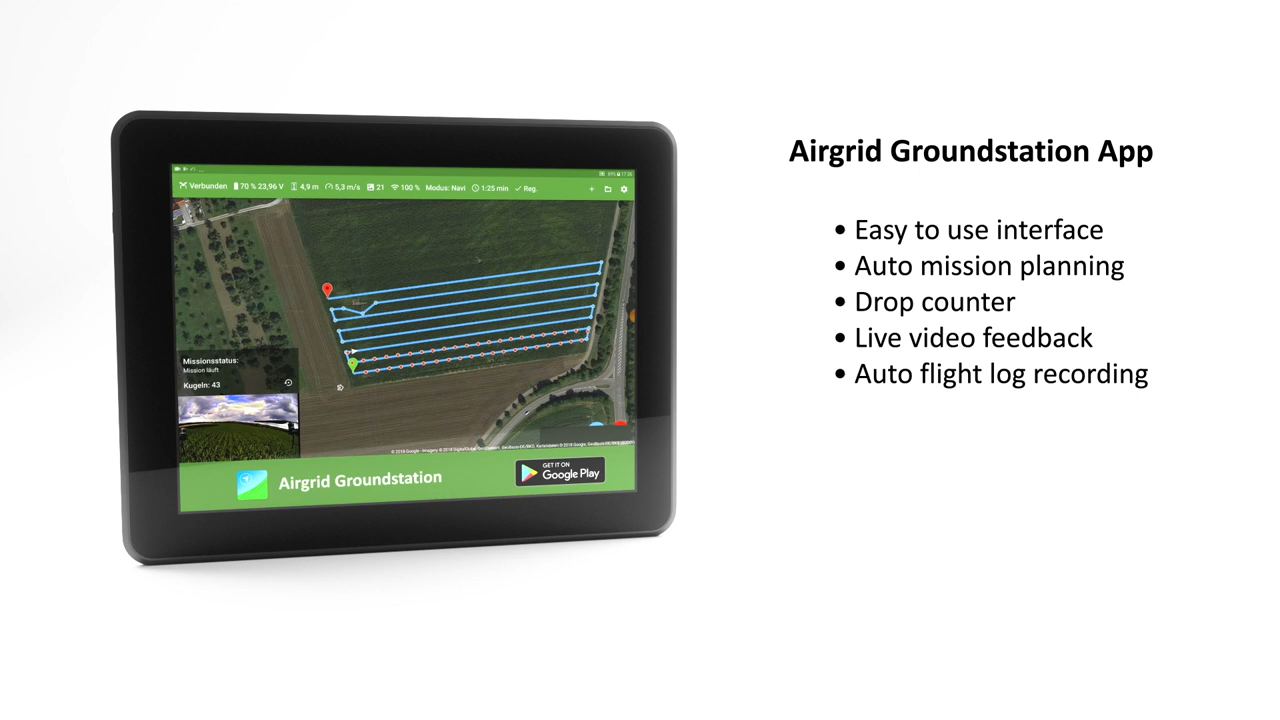 Airgrid Groundstation App
• Easy to use interface
• Auto mission planning
• Drop counter
• Live video feedback
• Auto flight log recording
Verbunden 70 % 23,96 V 4,9 m 5,3 m/s 21 100 % Modus: Navi 1:25 min Reg.
Missionsstatus:
Mission läuft
Kugeln: 43
Airgrid Groundstation
GET IT ON
Google Play